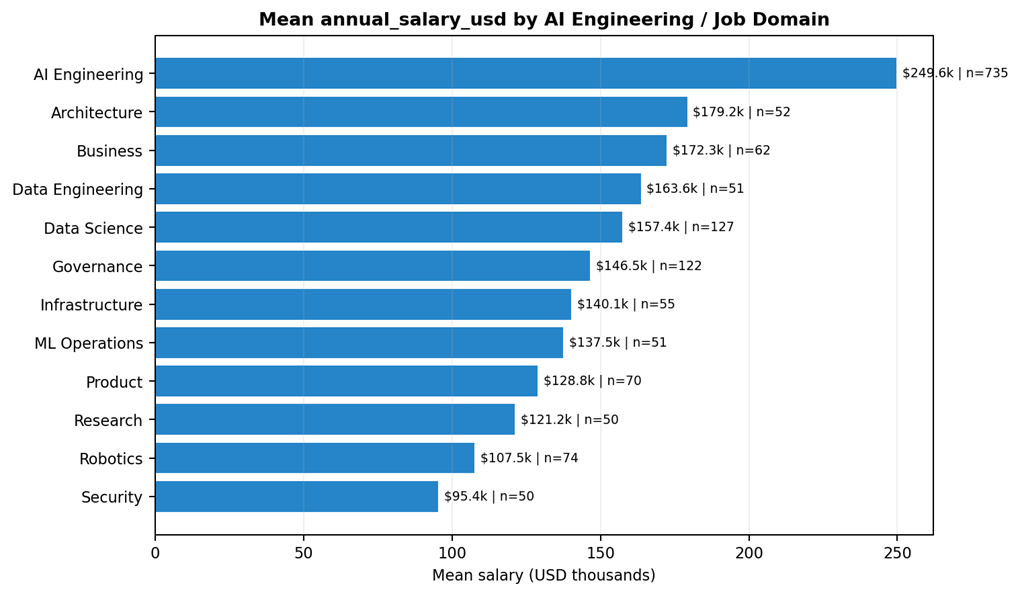 Mean annual_salary_usd by AI Engineering / Job Domain
AI Engineering $249.6k | n=735
Architecture $179.2k | n=52
Business $172.3k | n=62
Data Engineering $163.6k | n=51
Data Science $157.4k | n=127
Governance $146.5k | n=122
Infrastructure $140.1k | n=55
ML Operations $137.5k | n=51
Product $128.8k | n=70
Research $121.2k | n=50
Robotics $107.5k | n=74
Security $95.4k | n=50
0 50 100 150 200 250
Mean salary (USD thousands)